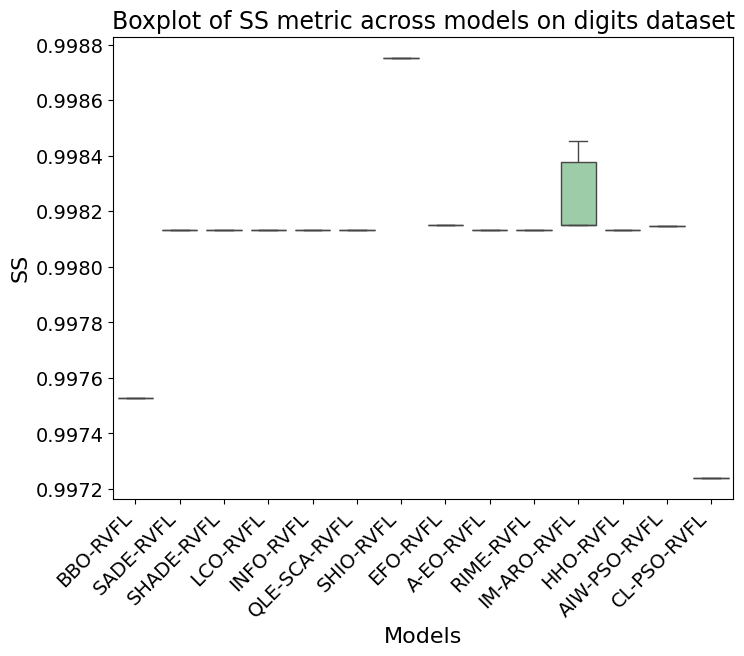 Boxplot of SS metric across models on digits dataset
0.9988
0.9986
0.9984
0.9982
0.9980
0.9978
0.9976
0.9974
0.9972
SS
BBO-RVFL
SADE-RVFL
SHADE-RVFL
LCO-RVFL
INFO-RVFL
QLE-SCA-RVFL
SHIO-RVFL
EFO-RVFL
A-EO-RVFL
RIME-RVFL
IM-ARO-RVFL
HHO-RVFL
AIW-PSO-RVFL
CL-PSO-RVFL
Models